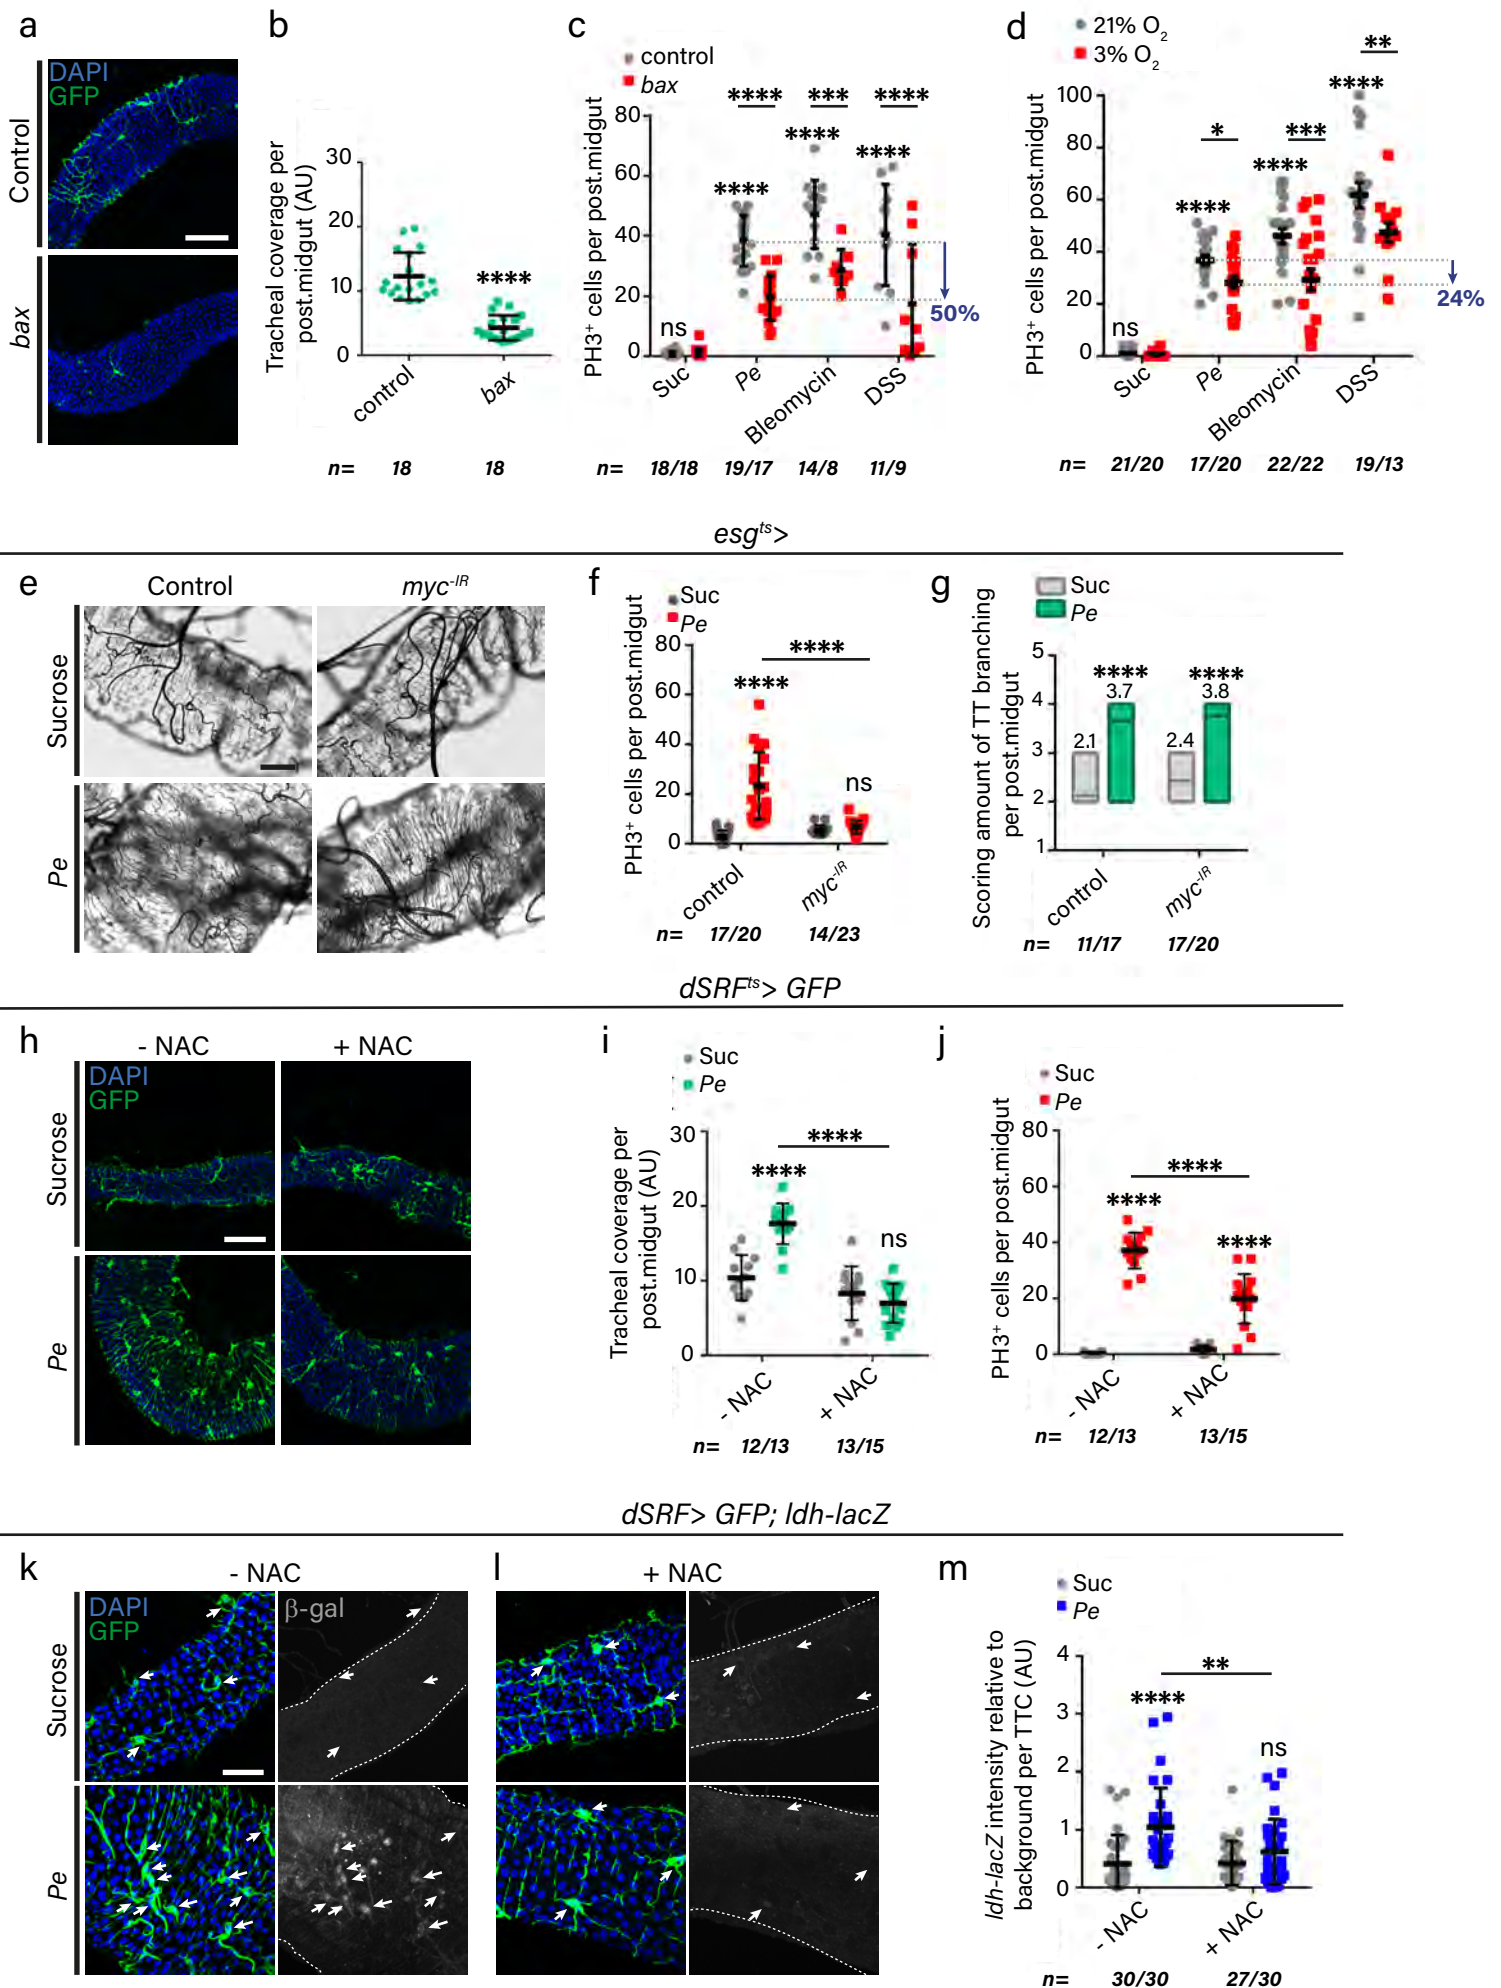 a
DAPI
GFP
Control
bax
b
Tracheal coverage per
post.midgut (AU)
30
20
10
0
****
control
bax
n= 18 18
c
control
bax
PH3⁺ cells per post.midgut
80
60
40
20
0
**** *** ****
ns
****
****
****
50%
Suc
Pe
Bleomycin
DSS
n= 18/18 19/17 14/8 11/9
d
21% O₂
3% O₂
PH3⁺ cells per post.midgut
100
80
60
40
20
0
* *** **
ns
****
****
****
24%
Suc
Pe
Bleomycin
DSS
n= 21/20 17/20 22/22 19/13
esgᵗˢ>
e
Control
myc⁻ᴵᴿ
Sucrose
Pe
f
Suc
Pe
PH3⁺ cells per post.midgut
80
60
40
20
0
****
****
ns
control
myc⁻ᴵᴿ
n= 17/20 14/23
g
Suc
Pe
Scoring amount of TT branching
per post.midgut
5
4
3
2
1
**** ****
2.1
3.7
2.4
3.8
control
myc⁻ᴵᴿ
n= 11/17 17/20
dSRFᵗˢ> GFP
h
- NAC
+ NAC
DAPI
GFP
Sucrose
Pe
i
Suc
Pe
Tracheal coverage per
post.midgut (AU)
30
20
10
0
****
****
ns
- NAC
+ NAC
n= 12/13 13/15
j
Suc
Pe
PH3⁺ cells per post.midgut
80
60
40
20
0
****
****
****
- NAC
+ NAC
n= 12/13 13/15
dSRF> GFP; ldh-lacZ
k
- NAC
DAPI
GFP
β-gal
Sucrose
Pe
l
+ NAC
m
Suc
Pe
ldh-lacZ intensity relative to
background per TTC (AU)
4
3
2
1
0
**
****
ns
- NAC
+ NAC
n= 30/30 27/30